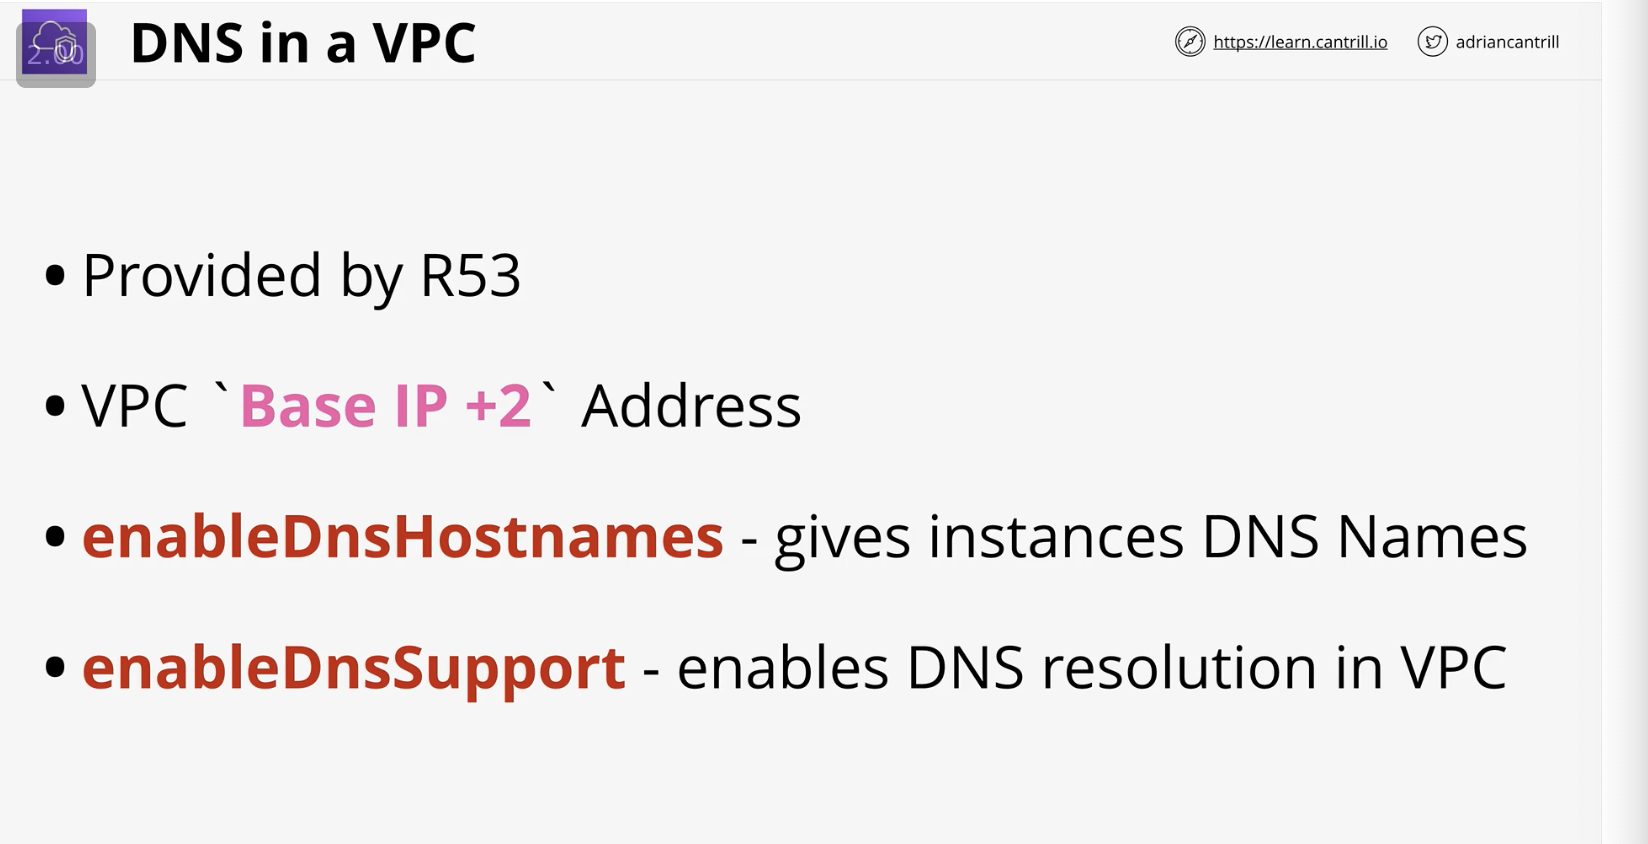 2.00
DNS in a VPC
https://learn.cantrill.io
adriancantrill
• Provided by R53
• VPC `Base IP +2` Address
• enableDnsHostnames - gives instances DNS Names
• enableDnsSupport - enables DNS resolution in VPC